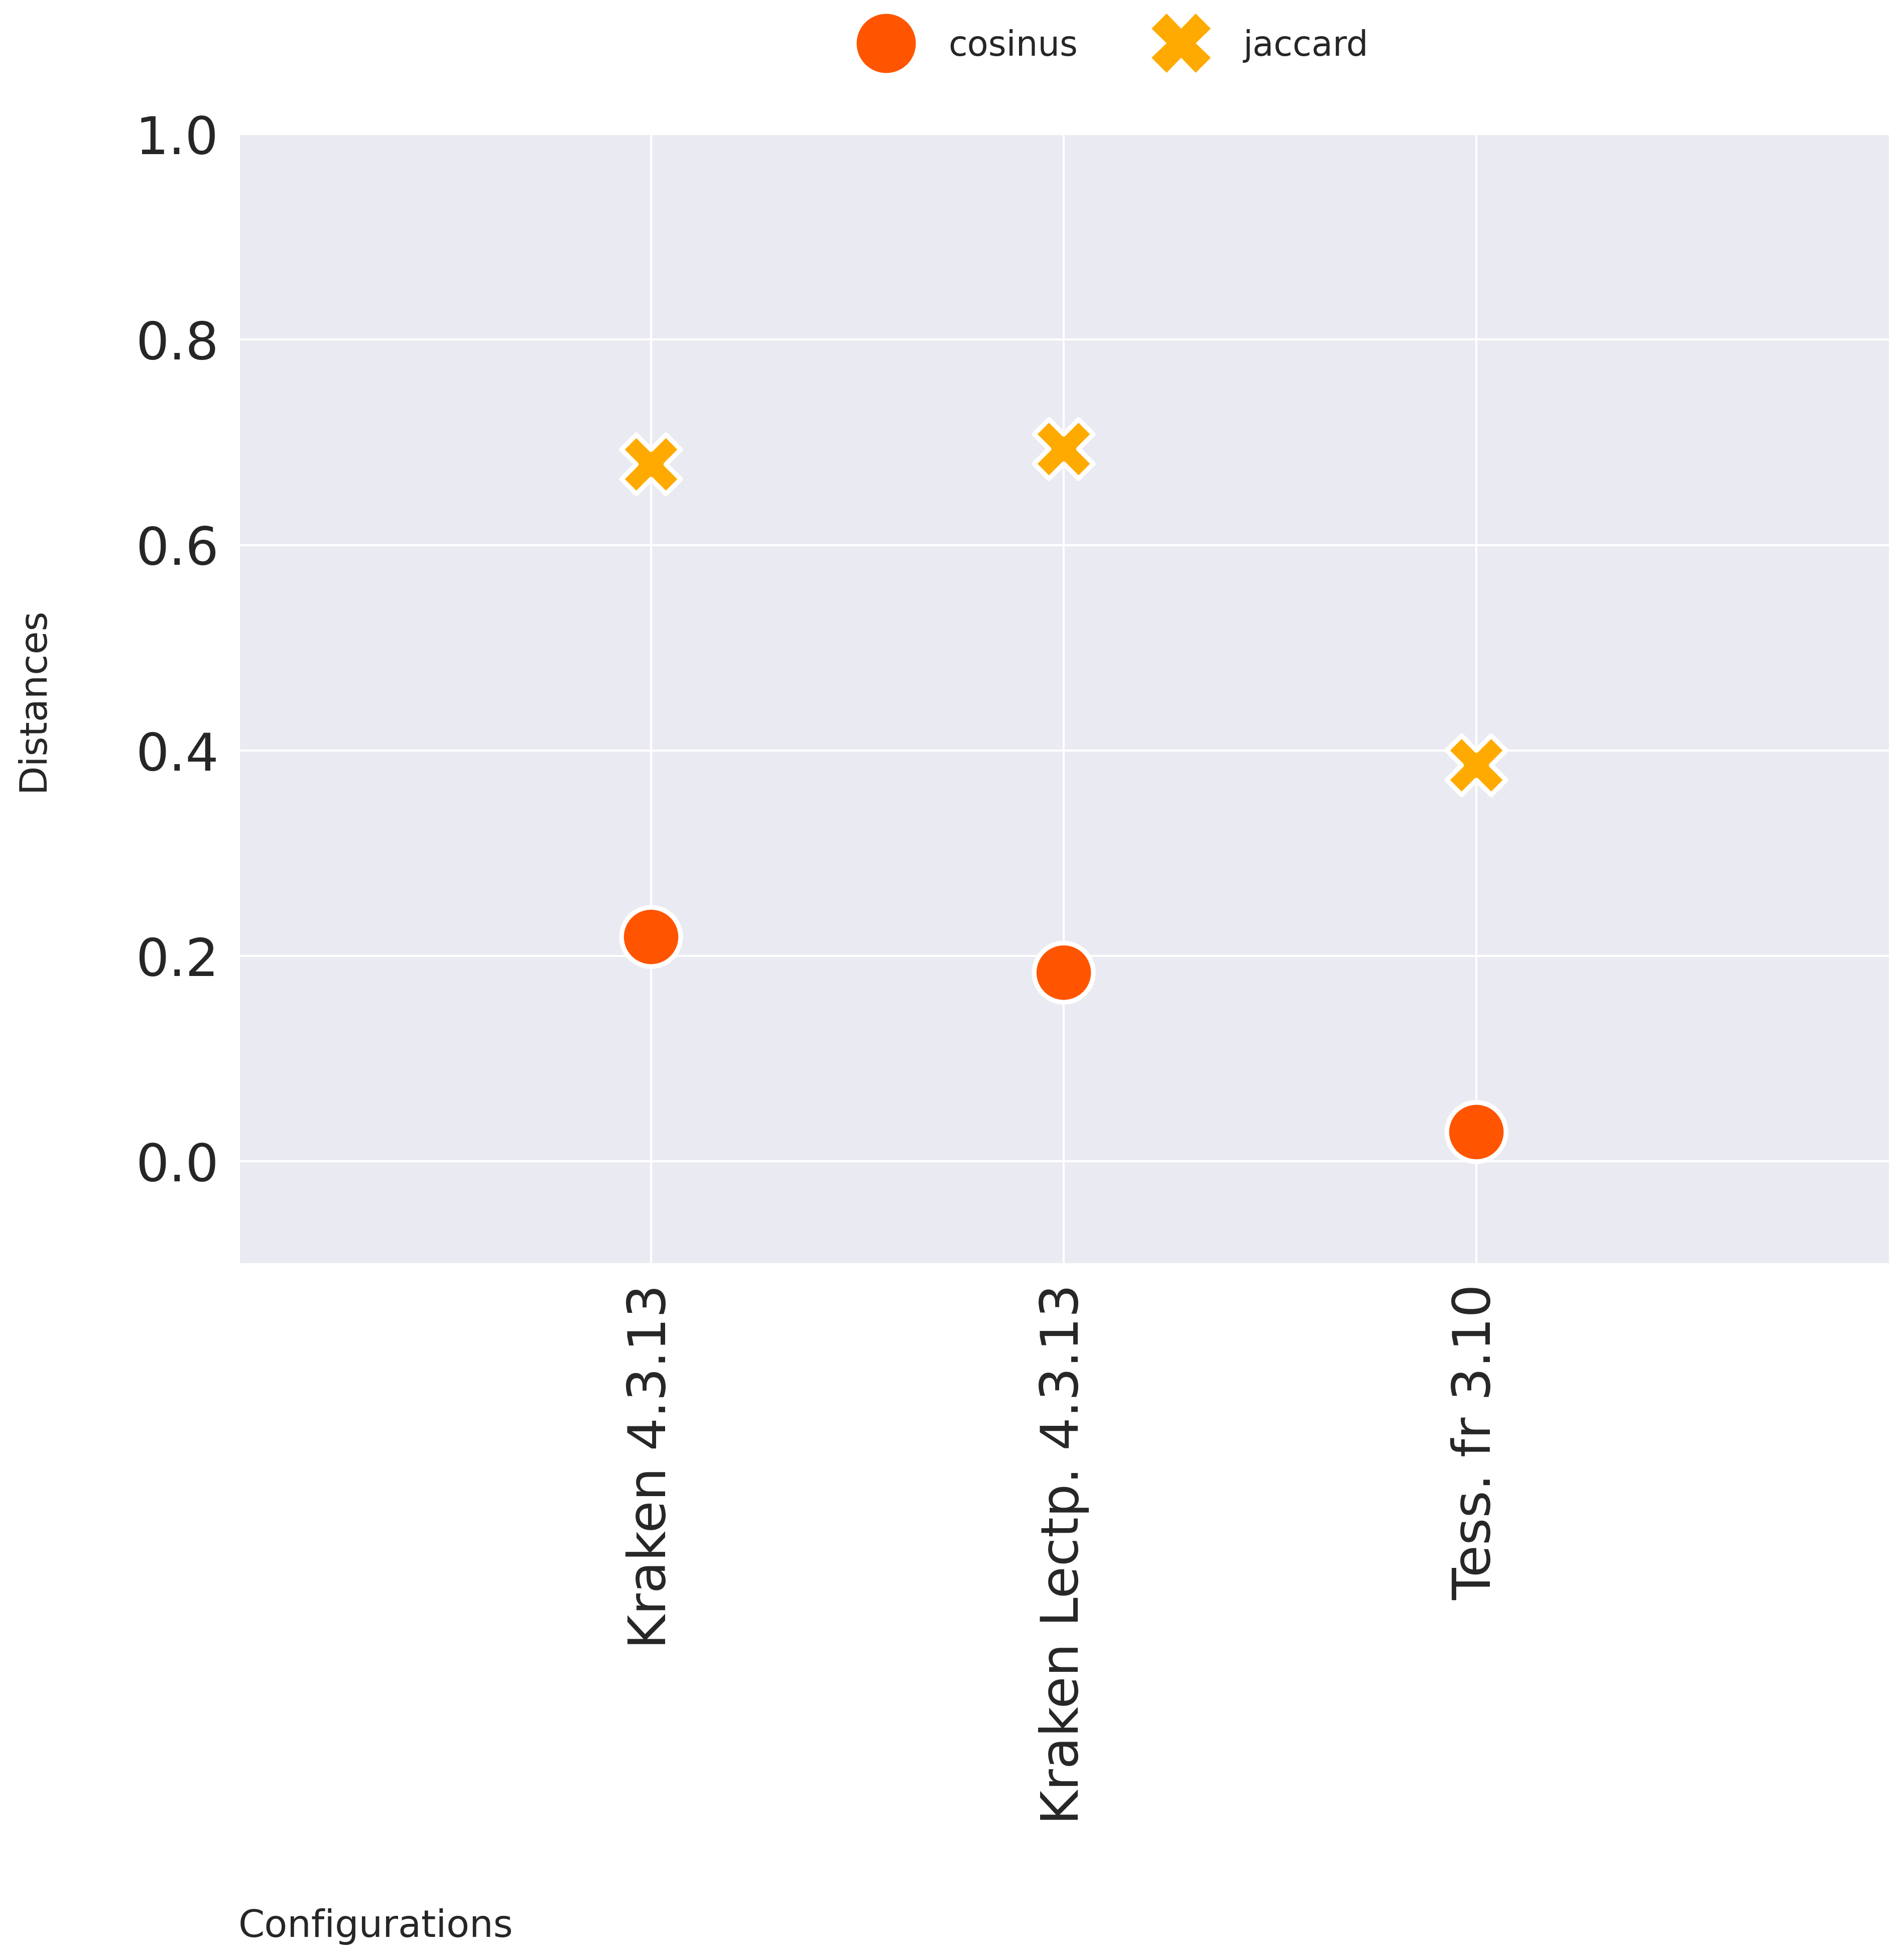 cosinus jaccard
1.0
0.8
0.6
0.4
0.2
0.0
Distances
Kraken 4.3.13
Kraken Lectp. 4.3.13
Tess. fr 3.10
Configurations